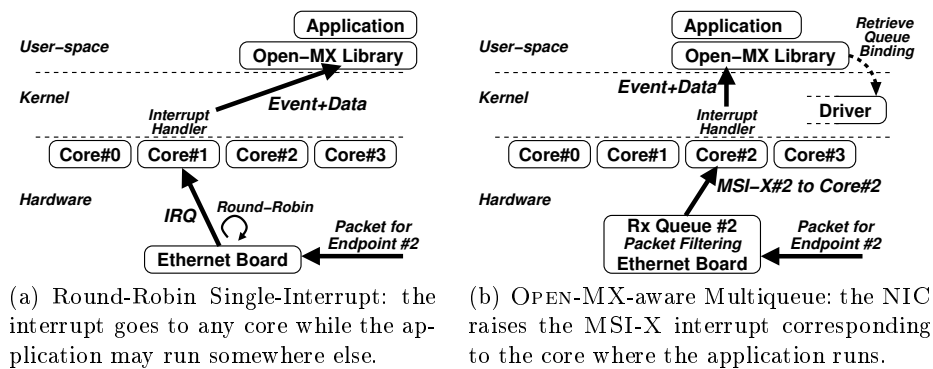 Application
User–space
Open–MX Library
Kernel
Event+Data
Interrupt
Handler
Core#0 Core#1 Core#2 Core#3
Hardware
IRQ
Round–Robin
Packet for
Endpoint #2
Ethernet Board
(a) Round-Robin Single-Interrupt: the
interrupt goes to any core while the ap-
plication may run somewhere else.
Application
Retrieve
Queue
Binding
User–space
Open–MX Library
Kernel
Event+Data
Driver
Interrupt
Handler
Core#0 Core#1 Core#2 Core#3
MSI–X#2 to Core#2
Hardware
Rx Queue #2
Packet Filtering
Ethernet Board
Packet for
Endpoint #2
(b) OPEN-MX-aware Multiqueue: the NIC
raises the MSI-X interrupt corresponding
to the core where the application runs.